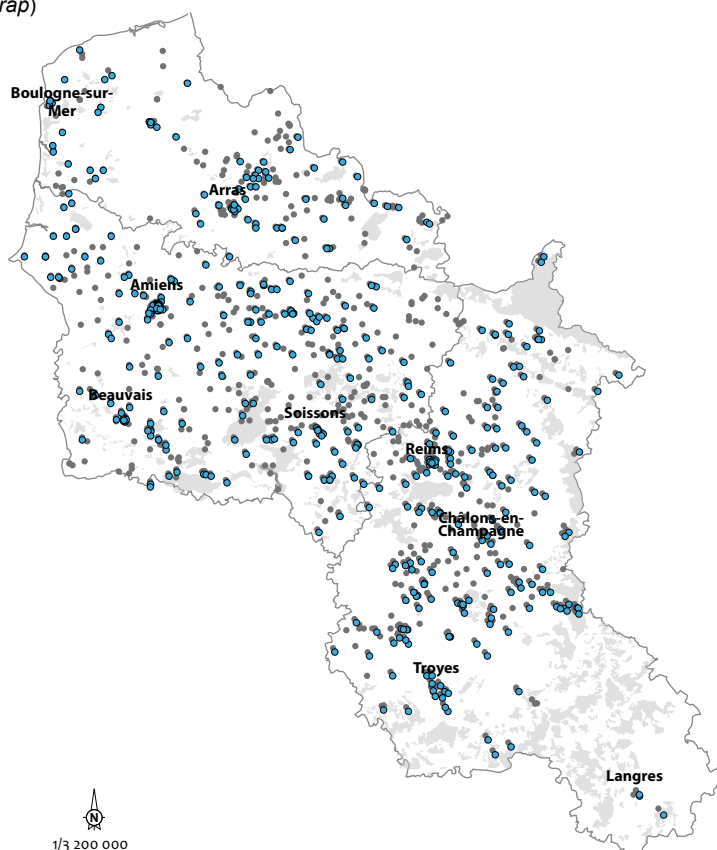 rap)
Boulogne-sur-
Mer
Arras
Amiens
Beauvais
Soissons
Reims
Châlons-en-
Champagne
Troyes
Langres
N
1/3 200 000